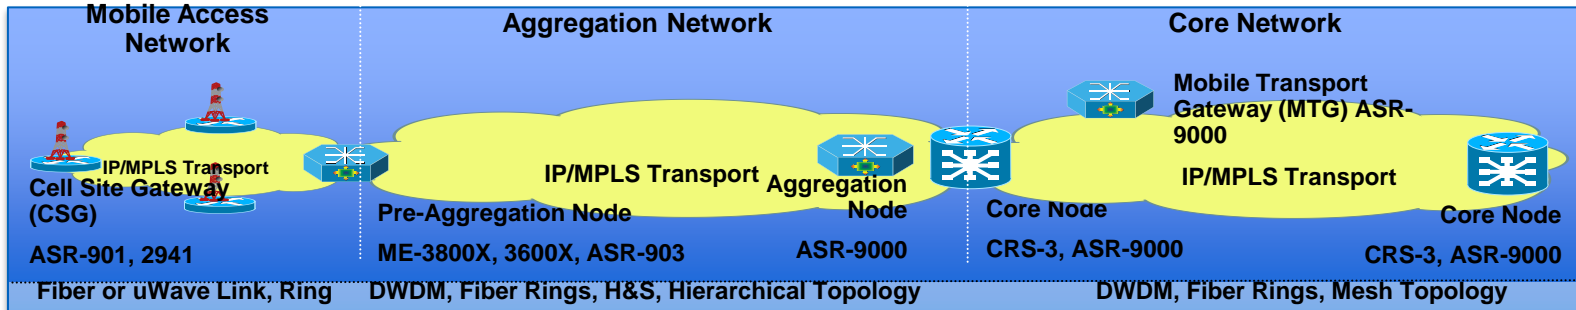 Mobile Access
Network
Aggregation Network
Core Network
Mobile Transport
Gateway (MTG) ASR-
9000
IP/MPLS Transport
Cell Site Gateway
(CSG)
ASR-901, 2941
IP/MPLS Transport
Pre-Aggregation Node
ME-3800X, 3600X, ASR-903
Aggregation
Node
ASR-9000
IP/MPLS Transport
Core Node
CRS-3, ASR-9000
Core Node
CRS-3, ASR-9000
Fiber or uWave Link, Ring
DWDM, Fiber Rings, H&S, Hierarchical Topology
DWDM, Fiber Rings, Mesh Topology